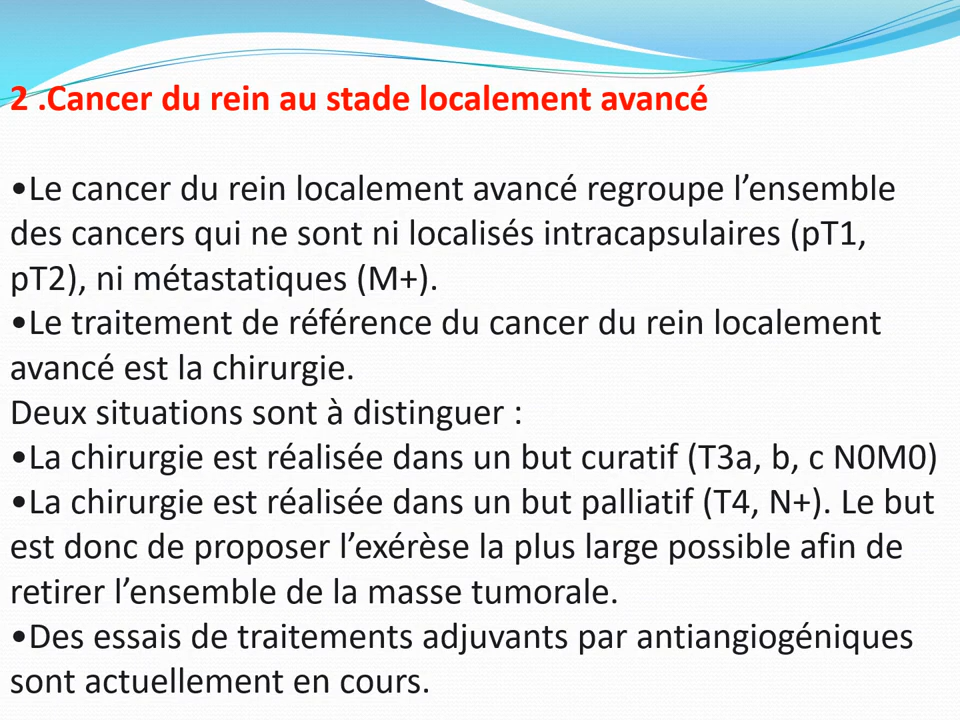 2 .Cancer du rein au stade localement avancé
•Le cancer du rein localement avancé regroupe l’ensemble
des cancers qui ne sont ni localisés intracapsulaires (pT1,
pT2), ni métastatiques (M+).
•Le traitement de référence du cancer du rein localement
avancé est la chirurgie.
Deux situations sont à distinguer :
•La chirurgie est réalisée dans un but curatif (T3a, b, c N0M0)
•La chirurgie est réalisée dans un but palliatif (T4, N+). Le but
est donc de proposer l’exérèse la plus large possible afin de
retirer l’ensemble de la masse tumorale.
•Des essais de traitements adjuvants par antiangiogéniques
sont actuellement en cours.